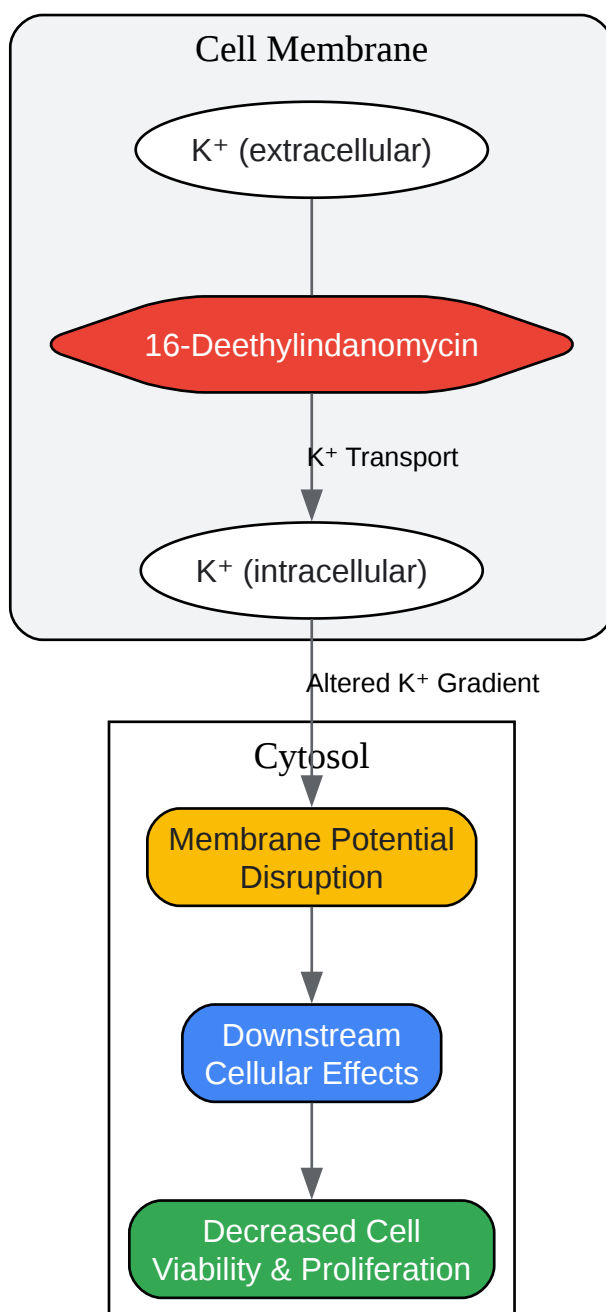 Cell Membrane
K⁺ (extracellular)
16-Deethylindanomycin
K⁺ Transport
K⁺ (intracellular)
Altered K⁺ Gradient
Cytosol
Membrane Potential
Disruption
Downstream
Cellular Effects
Decreased Cell
Viability & Proliferation